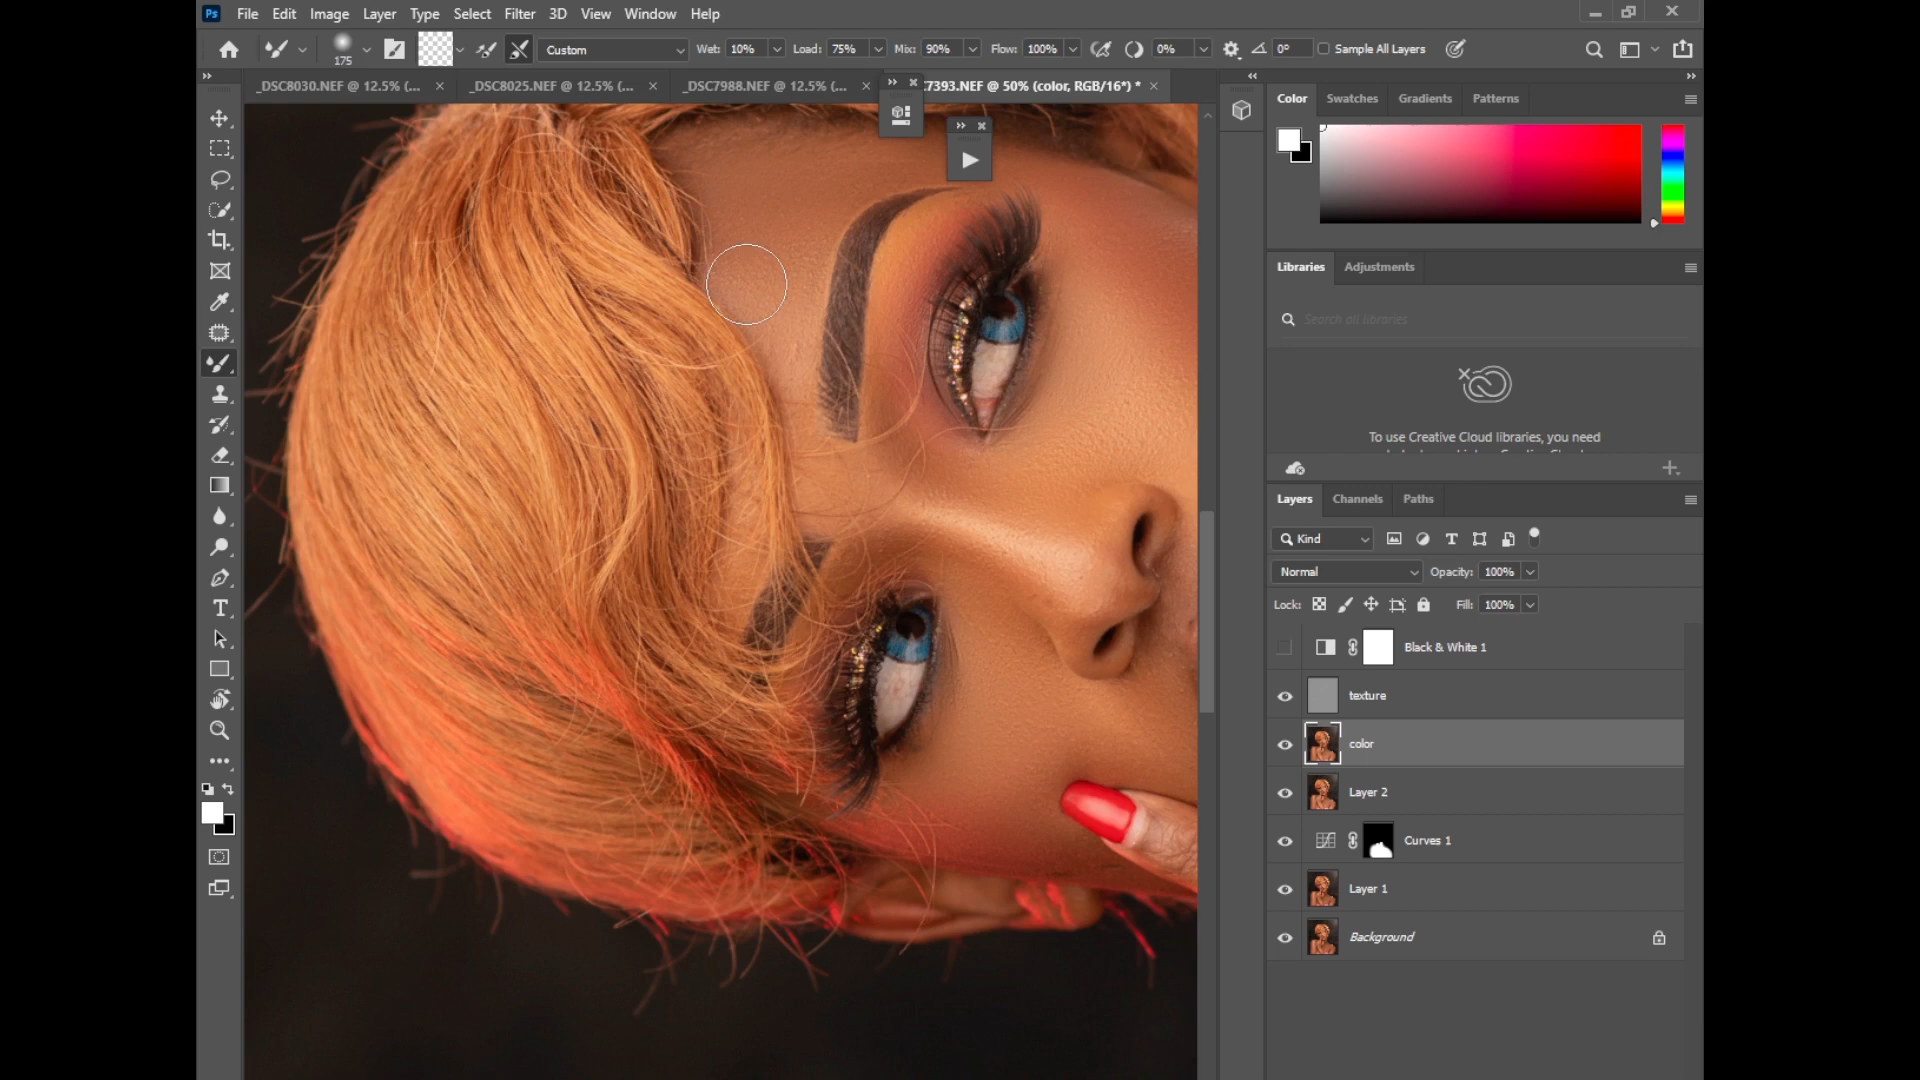 Ps File Edit Image Layer Type Select Filter 3D View Window Help
175 Custom Wet: 10% Load: 75% Mix: 90% Flow: 100% 0% 0° Sample All Layers
_DSC8030.NEF @ 12.5% (... _DSC8025.NEF @ 12.5% (... _DSC7988.NEF @ 12.5% (... 7393.NEF @ 50% (color, RGB/16*) *
Color Swatches Gradients Patterns
Libraries Adjustments
Search all libraries
To use Creative Cloud libraries, you need
Layers Channels Paths
Kind
Normal Opacity: 100%
Lock: Fill: 100%
Black & White 1
texture
color
Layer 2
Curves 1
Layer 1
Background